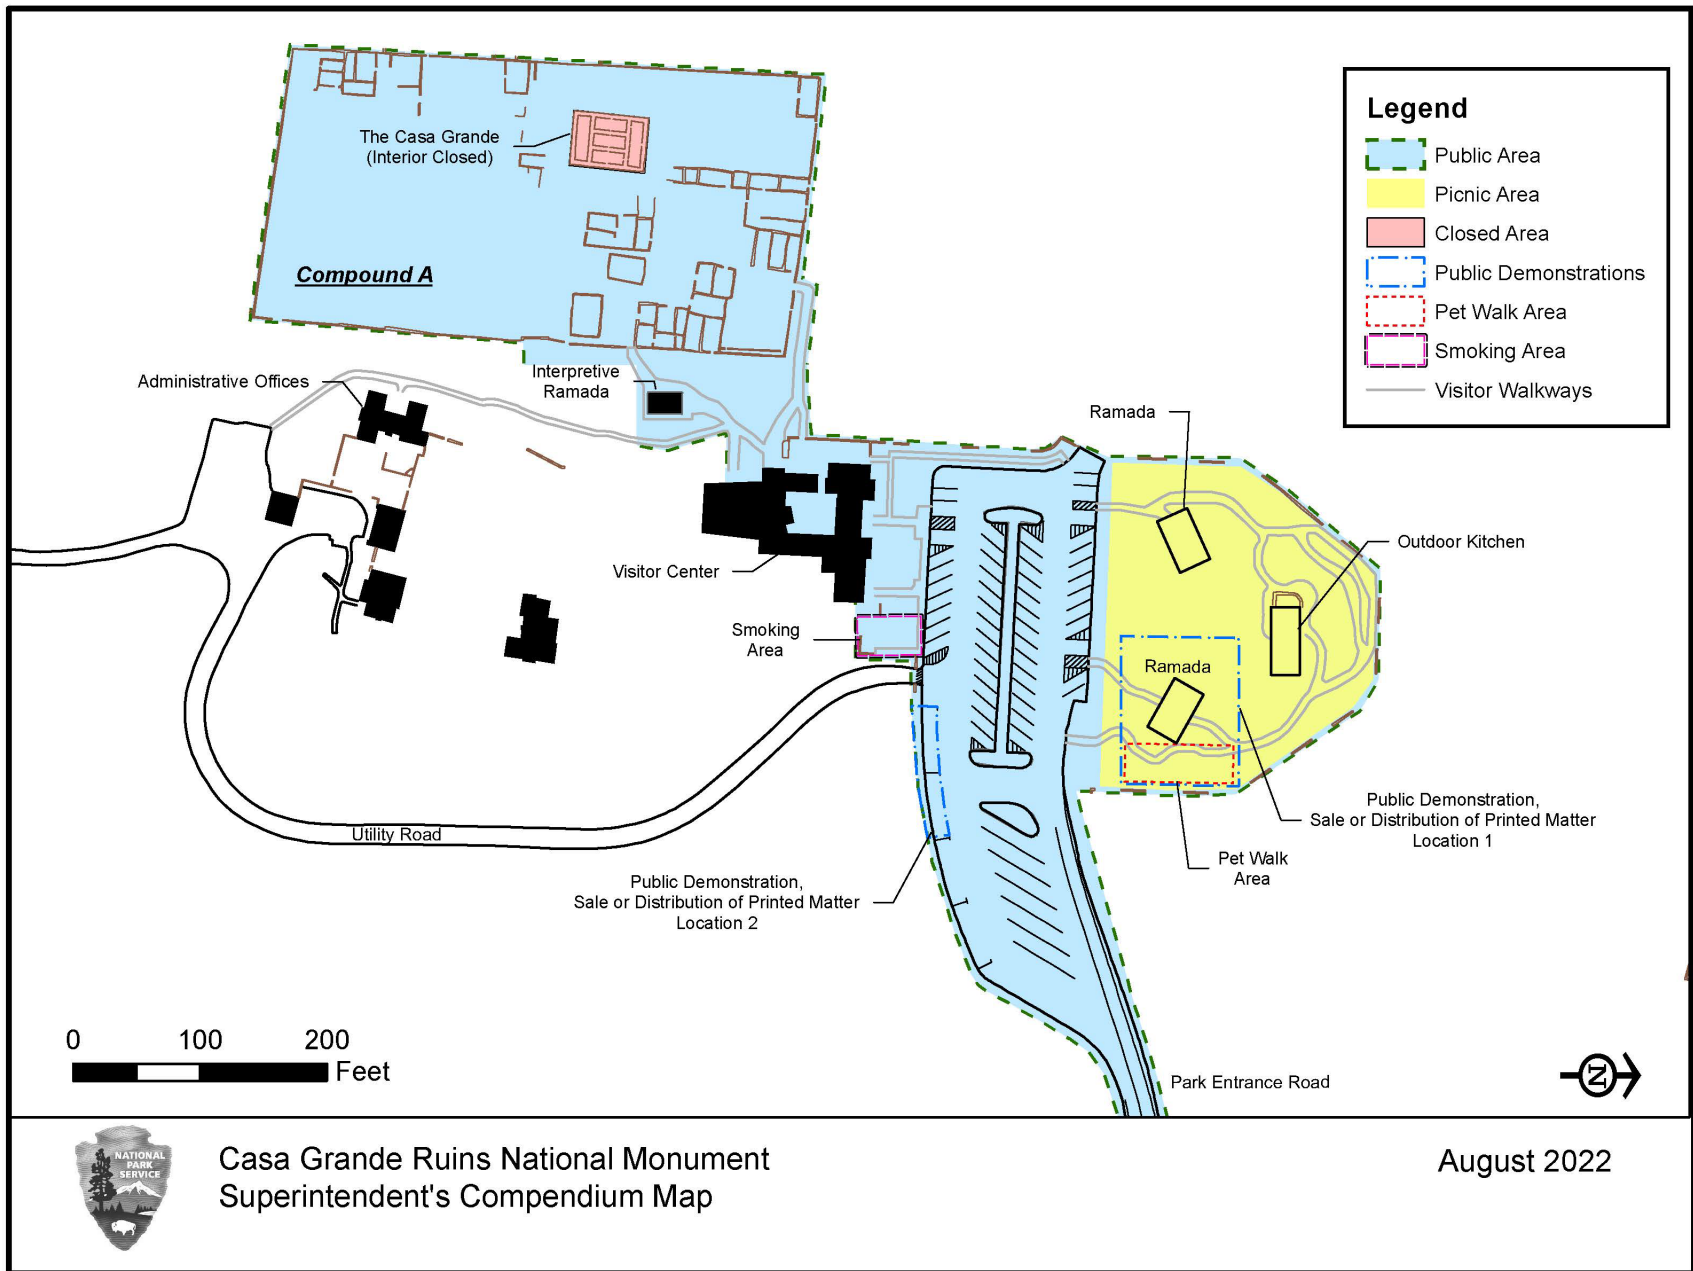 The Casa Grande
(Interior Closed)
Compound A
Legend
Public Area
Picnic Area
Closed Area
Public Demonstrations
Pet Walk Area
Smoking Area
Visitor Walkways
Administrative Offices
Interpretive
Ramada
Ramada
Outdoor Kitchen
Visitor Center
Smoking
Area
Ramada
Public Demonstration,
Sale or Distribution of Printed Matter
Location 1
Pet Walk
Area
Utility Road
Public Demonstration,
Sale or Distribution of Printed Matter
Location 2
0 100 200
Feet
Park Entrance Road
N
NATIONAL
PARK
SERVICE
Casa Grande Ruins National Monument
Superintendent's Compendium Map
August 2022